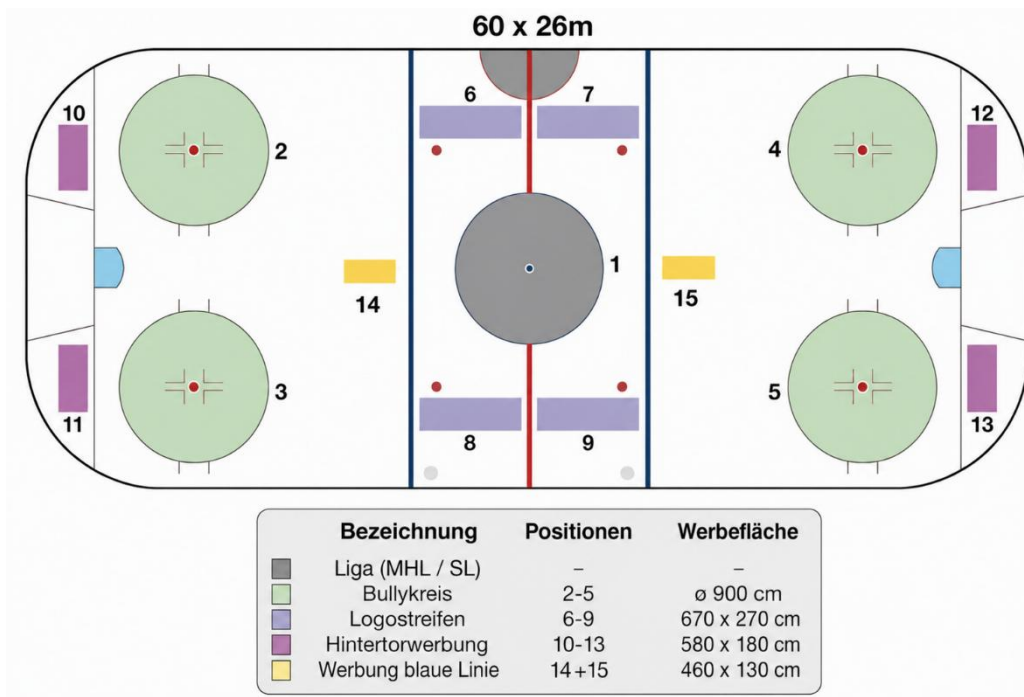 60 x 26m
6 7
10 12
2 4
1
14 15
3 5
11 13
8 9
Bezeichnung Positionen Werbefläche
Liga (MHL / SL) – –
Bullykreis 2-5 ø 900 cm
Logostreifen 6-9 670 x 270 cm
Hintertorwerbung 10-13 580 x 180 cm
Werbung blaue Linie 14+15 460 x 130 cm